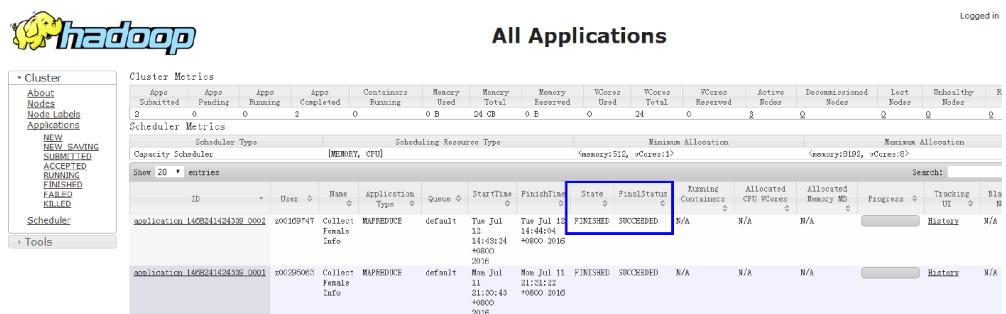 hadoop
All Applications
Logged in
Cluster
About
Nodes
Node Labels
Applications
NEW
NEW_SAVING
SUBMITTED
ACCEPTED
RUNNING
FINISHED
FAILED
KILLED
Scheduler
Tools
Cluster Metrics
Apps Submitted Apps Pending Apps Running Apps Completed Containers Running Memory Used Memory Total Memory Reserved VCores Used VCores Total VCores Reserved Active Nodes Decommissioned Nodes Lost Nodes Unhealthy Nodes R
2 0 0 2 0 0 B 24 GB 0 B 0 24 0 3 0 0 0 0
Scheduler Metrics
Scheduler Type Scheduling Resource Type Minimum Allocation Maximum Allocation
Capacity Scheduler [MEMORY, CPU] <memory:512, vCores:1> <memory:8192, vCores:8>
Show 20 entries Search:
ID User Name Application Type Queue StartTime FinishTime State FinalStatus Running Containers Allocated CPU VCores Allocated Memory MB Progress Tracking UI Bla N
application_1468241424339_0002 z00169747 Collect Female Info MAPREDUCE default Tue Jul 12 14:43:24 +0800 2016 Tue Jul 12 14:44:04 +0800 2016 FINISHED SUCCEEDED N/A N/A N/A History N/A
application_1468241424339_0001 z00295063 Collect Female Info MAPREDUCE default Mon Jul 11 21:30:43 +0800 2016 Mon Jul 11 21:31:22 +0800 2016 FINISHED SUCCEEDED N/A N/A N/A History N/A